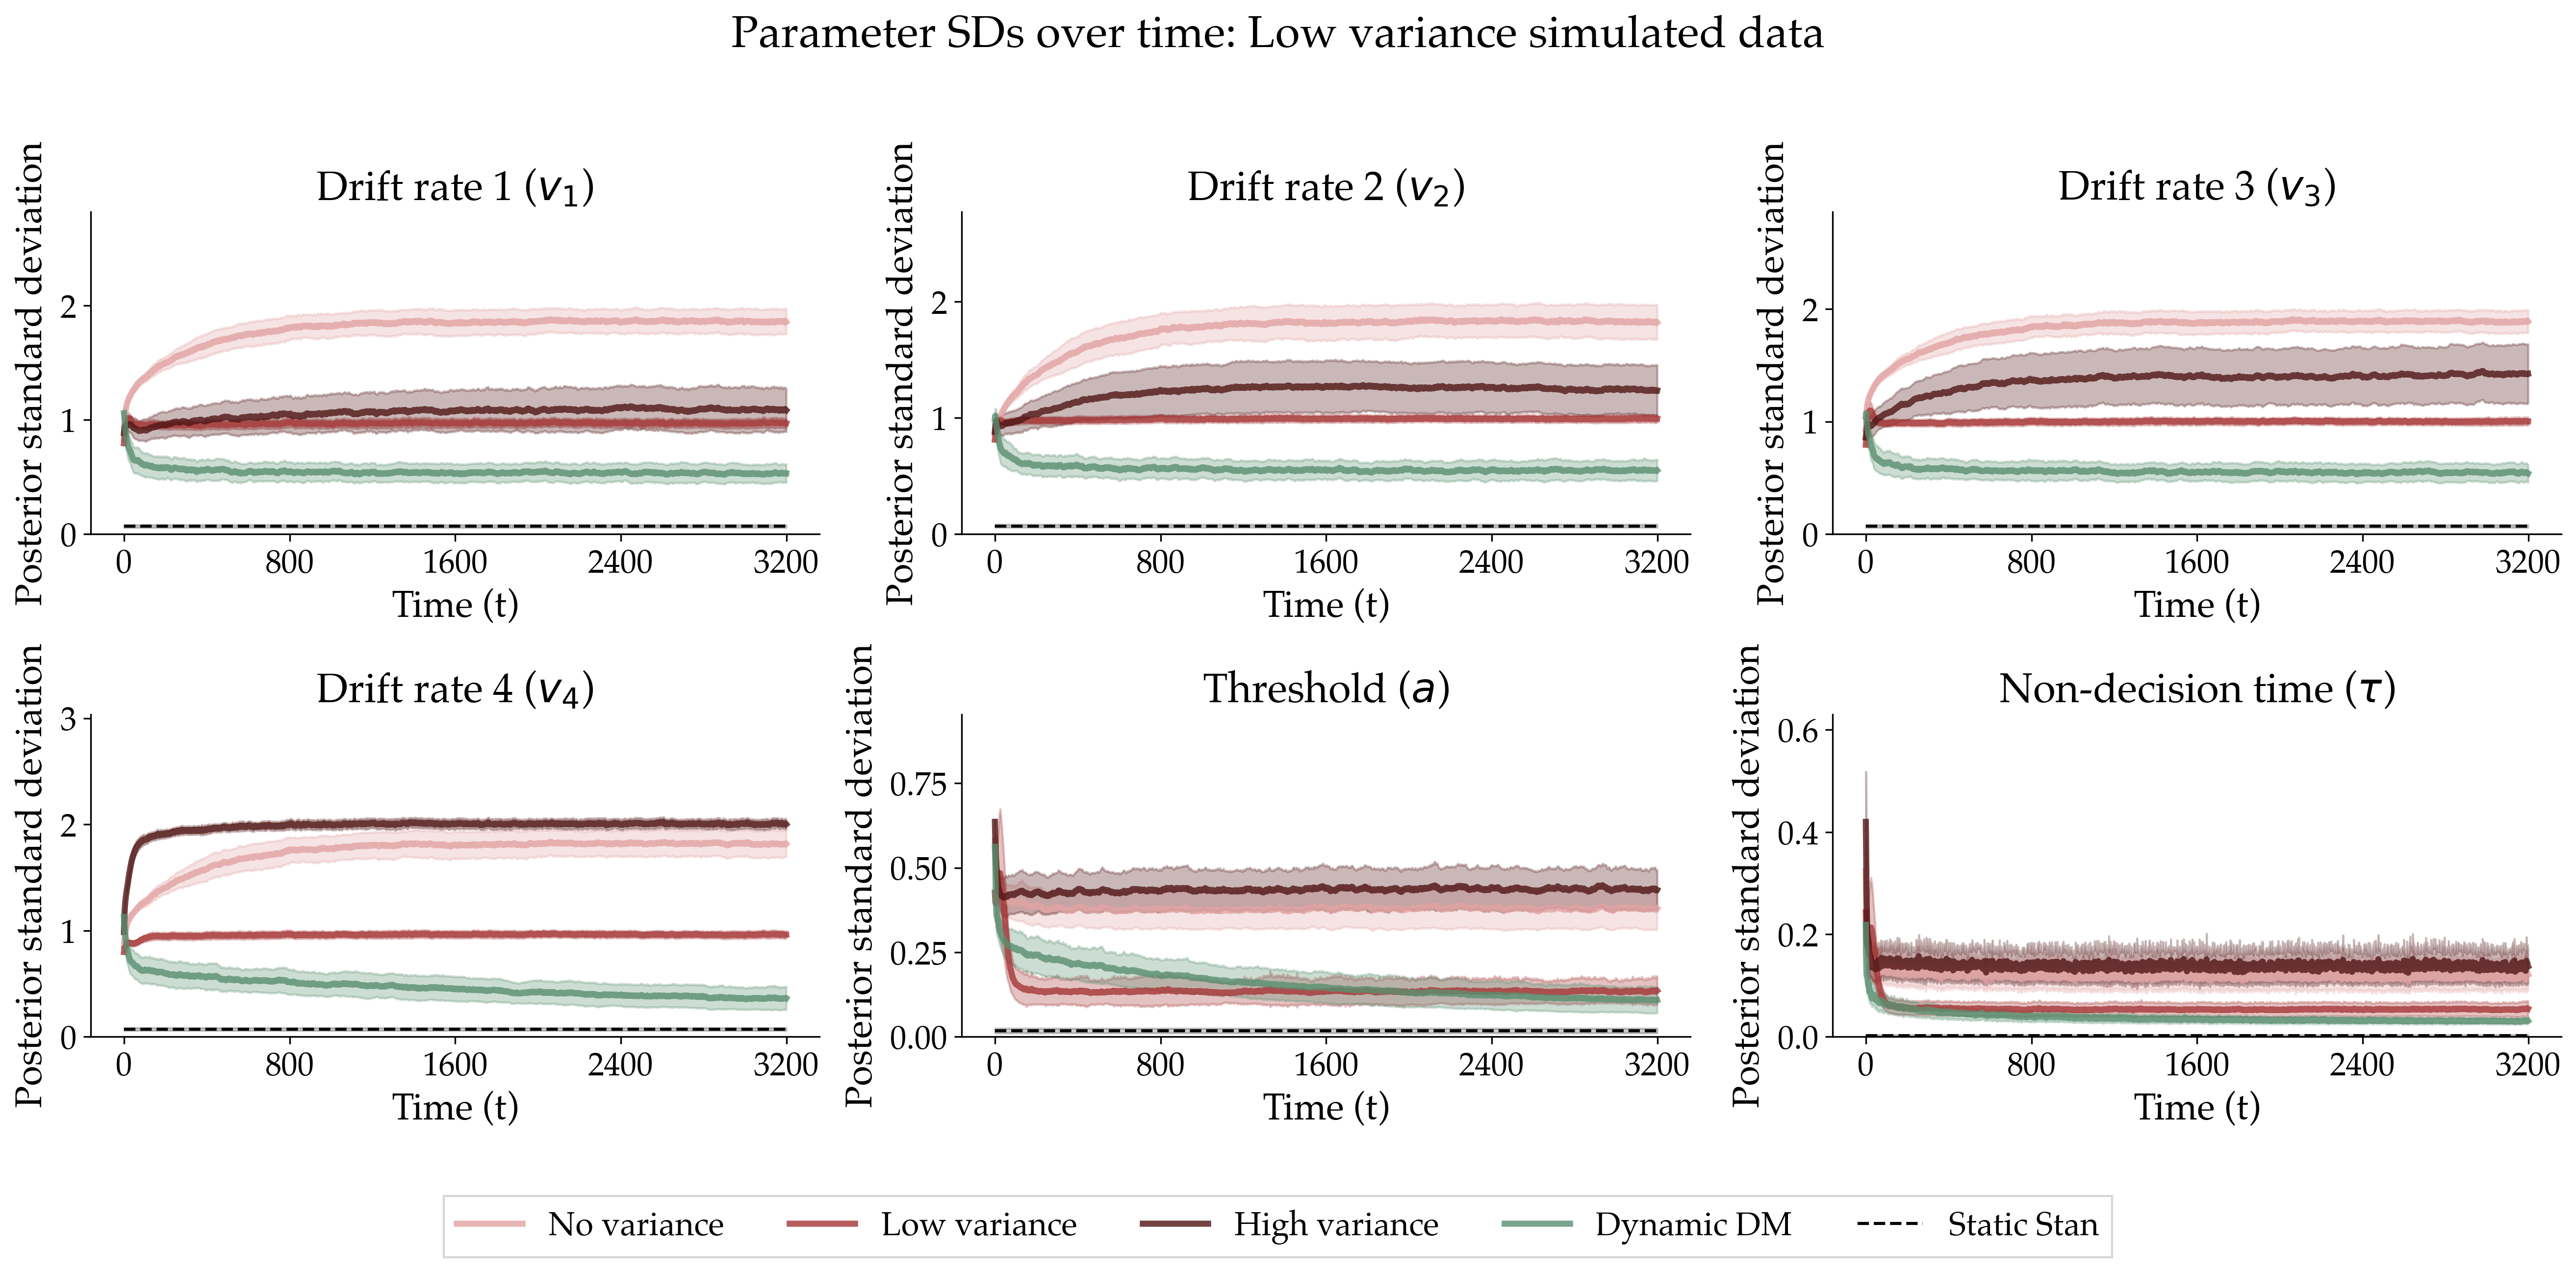 Parameter SDs over time: Low variance simulated data
Drift rate 1 (v₁)
Posterior standard deviation
2
1
0
0 800 1600 2400 3200
Time (t)
Drift rate 2 (v₂)
Posterior standard deviation
2
1
0
0 800 1600 2400 3200
Time (t)
Drift rate 3 (v₃)
Posterior standard deviation
2
1
0
0 800 1600 2400 3200
Time (t)
Drift rate 4 (v₄)
Posterior standard deviation
3
2
1
0
0 800 1600 2400 3200
Time (t)
Threshold (a)
Posterior standard deviation
0.75
0.50
0.25
0.00
0 800 1600 2400 3200
Time (t)
Non-decision time (τ)
Posterior standard deviation
0.6
0.4
0.2
0.0
0 800 1600 2400 3200
Time (t)
No variance Low variance High variance Dynamic DM Static Stan